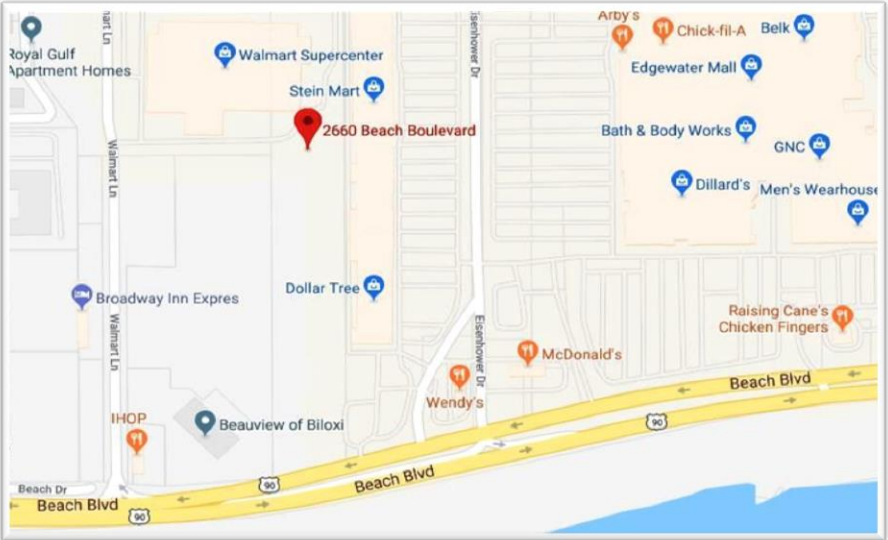 Arby's
Chick-fil-A
Belk
Royal Gulf
Apartment Homes
Walmart Supercenter
Edgewater Mall
Stein Mart
2660 Beach Boulevard
Bath & Body Works
GNC
Walmart Ln
Dillard's
Men's Wearhouse
Dollar Tree
Broadway Inn Expres
Raising Cane's
Chicken Fingers
Walmart Ln
Eisenhower Dr
McDonald's
Wendy's
Beach Blvd
IHOP
Beauview of Biloxi
90
Beach Blvd
90
Beach Dr
Beach Blvd
90